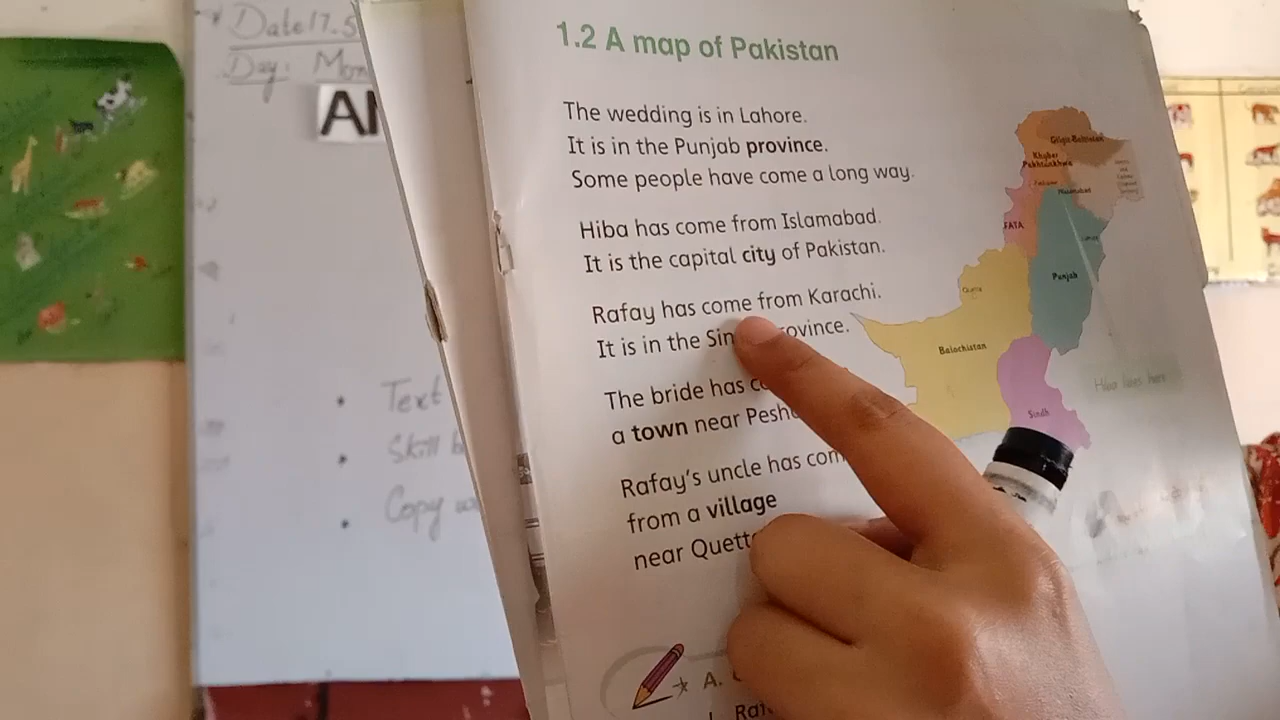 Date 17-5
Day: Mon
AN
Text
Skill b
Copy
1.2 A map of Pakistan
The wedding is in Lahore.
It is in the Punjab province.
Some people have come a long way.
Hiba has come from Islamabad.
It is the capital city of Pakistan.
Rafay has come from Karachi.
It is in the Sin rovince.
The bride has c
a town near Pesh
Rafay's uncle has com
from a village
near Quett
A.
1. Raf
Gilgit-Baltistan
Khyber
Pakhtunkhwa
Islamabad
FATA
Lahore
Punjab
Quetta
Balochistan
Sindh
Hiba lives here